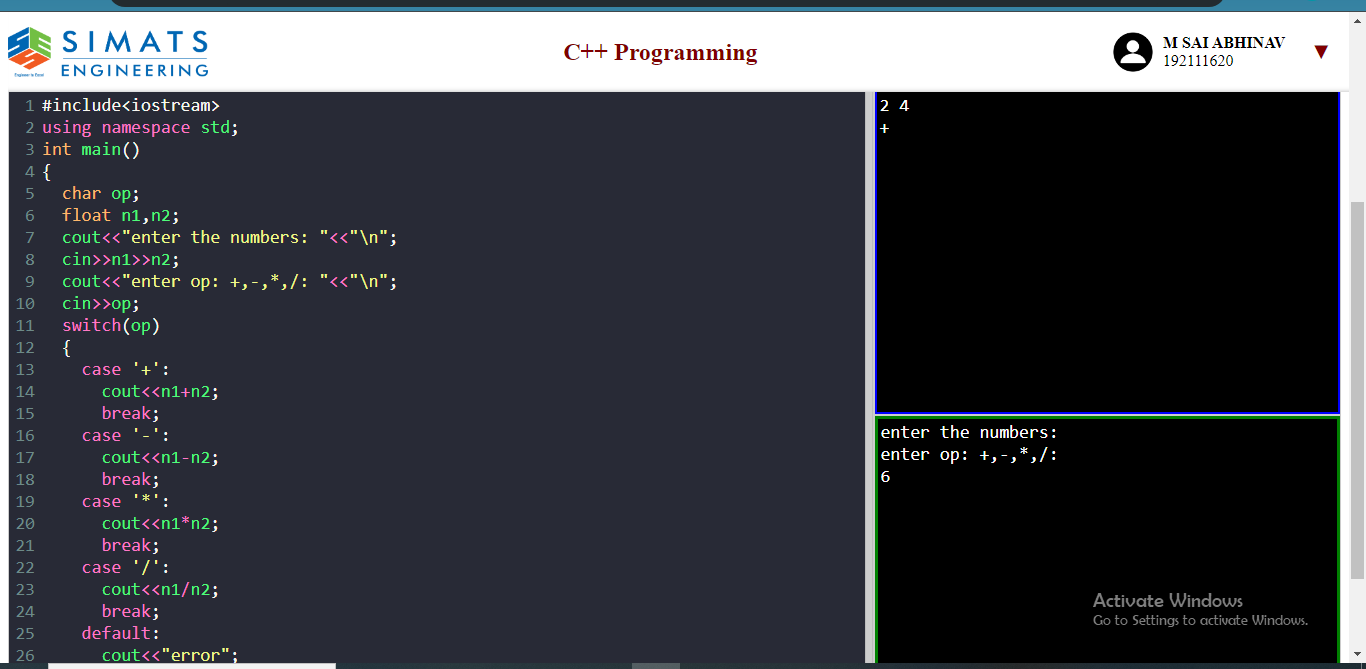 SIMATS
ENGINEERING
Engineer to Excel
C++ Programming
M SAI ABHINAV
192111620
1 #include<iostream>
2 using namespace std;
3 int main()
4 {
5 char op;
6 float n1,n2;
7 cout<<"enter the numbers: "<<"\n";
8 cin>>n1>>n2;
9 cout<<"enter op: +,-,*,/: "<<"\n";
10 cin>>op;
11 switch(op)
12 {
13 case '+':
14 cout<<n1+n2;
15 break;
16 case '-':
17 cout<<n1-n2;
18 break;
19 case '*':
20 cout<<n1*n2;
21 break;
22 case '/':
23 cout<<n1/n2;
24 break;
25 default:
26 cout<<"error";
2 4
+
enter the numbers:
enter op: +,-,*,/:
6
Activate Windows
Go to Settings to activate Windows.